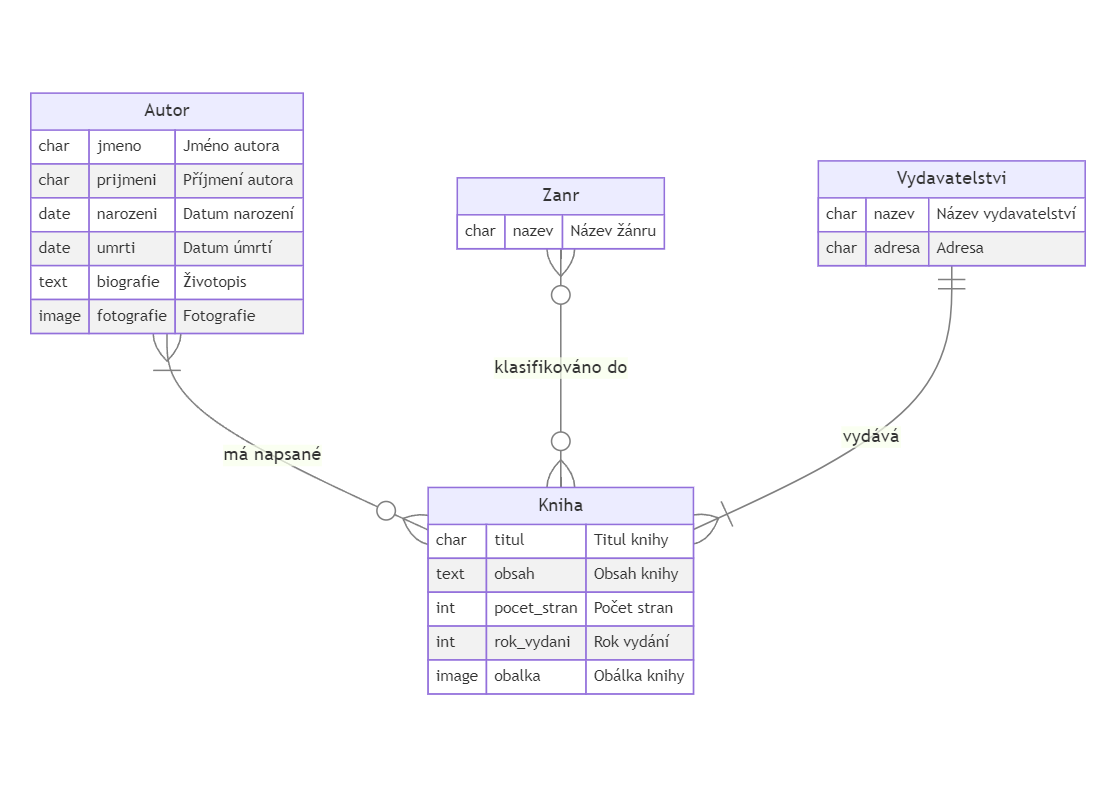 Autor
char jmeno Jméno autora
char prijmeni Příjmení autora
date narozeni Datum narození
date umrti Datum úmrtí
text biografie Životopis
image fotografie Fotografie
Zanr
char nazev Název žánru
Vydavatelstvi
char nazev Název vydavatelství
char adresa Adresa
klasifikováno do
vydává
má napsané
Kniha
char titul Titul knihy
text obsah Obsah knihy
int pocet_stran Počet stran
int rok_vydani Rok vydání
image obalka Obálka knihy